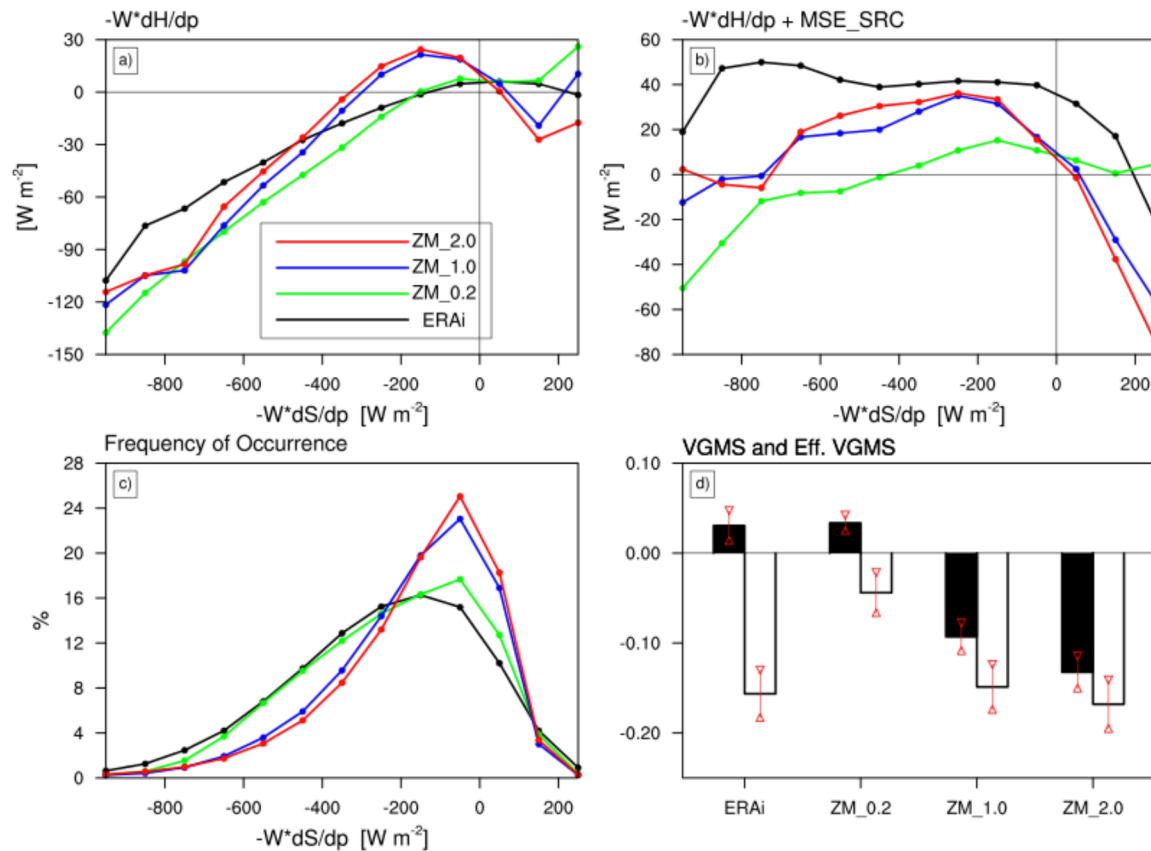 -W*dH/dp
-W*dH/dp + MSE_SRC
a)
b)
30
0
-30
-60
-90
-120
-150
[W m-2]
60
40
20
0
-20
-40
-60
-80
[W m-2]
ZM_2.0
ZM_1.0
ZM_0.2
ERAi
-800 -600 -400 -200 0 200
-800 -600 -400 -200 0 200
-W*dS/dp [W m-2]
-W*dS/dp [W m-2]
Frequency of Occurrence
VGMS and Eff. VGMS
c)
d)
28
24
20
16
12
8
4
0
%
0.10
0.00
-0.10
-0.20
-800 -600 -400 -200 0 200
ERAi ZM_0.2 ZM_1.0 ZM_2.0
-W*dS/dp [W m-2]